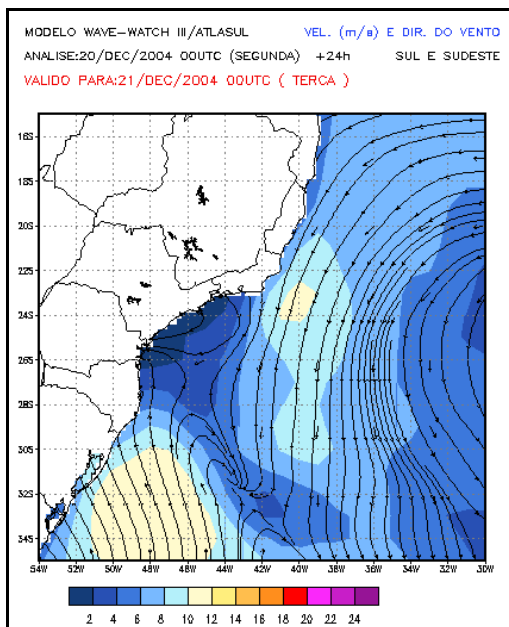 MODELO WAVE-WATCH III/ATLASUL VEL. (m/s) E DIR. DO VENTO
ANALISE:20/DEC/2004 00UTC (SEGUNDA) +24h SUL E SUDESTE
VALIDO PARA:21/DEC/2004 00UTC ( TERCA )
16S
18S
20S
22S
24S
26S
28S
30S
32S
34S
54W 52W 50W 48W 46W 44W 42W 40W 38W 36W 34W 32W 30W
2 4 6 8 10 12 14 16 18 20 22 24